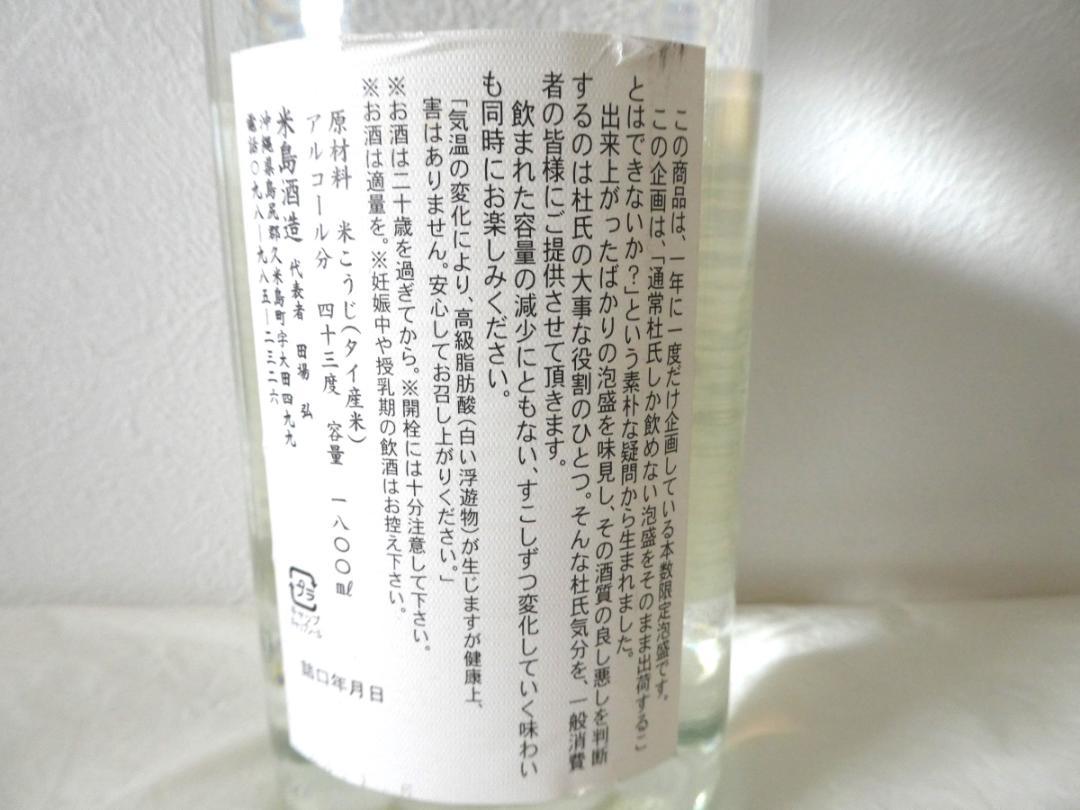 この商品は、一年に一度だけ企画している本数限定泡盛です。
この企画は、「通常杜氏しか飲めない泡盛をそのまま出荷するこ
とはできないか？」という素朴な疑問から生まれました。
出来上がったばかりの泡盛を味見し、その酒質の良し悪しを判断
するのは杜氏の大事な役割のひとつ。そんな杜氏気分を、一般消費
者の皆様にご提供させて頂きます。
飲まれた容量の減少にともない、すこしずつ変化していく味わい
も同時にお楽しみください。
「気温の変化により、高級脂肪酸（白い浮遊物）が生じますが健康上、
害はありません。安心してお召し上がりください。」
※お酒は二十歳を過ぎてから。※開栓には十分注意して下さい。
※お酒は適量を。※妊娠中や授乳期の飲酒はお控え下さい。
原材料 米こうじ（タイ産米）
アルコール分 四十三度 容量 一八〇〇㎖
米島酒造 代表者 田場 弘
沖縄県島尻郡久米島町字大田四九九
電話〇九八―九八五―二三二六
プラ
キャップ
詰口年月日